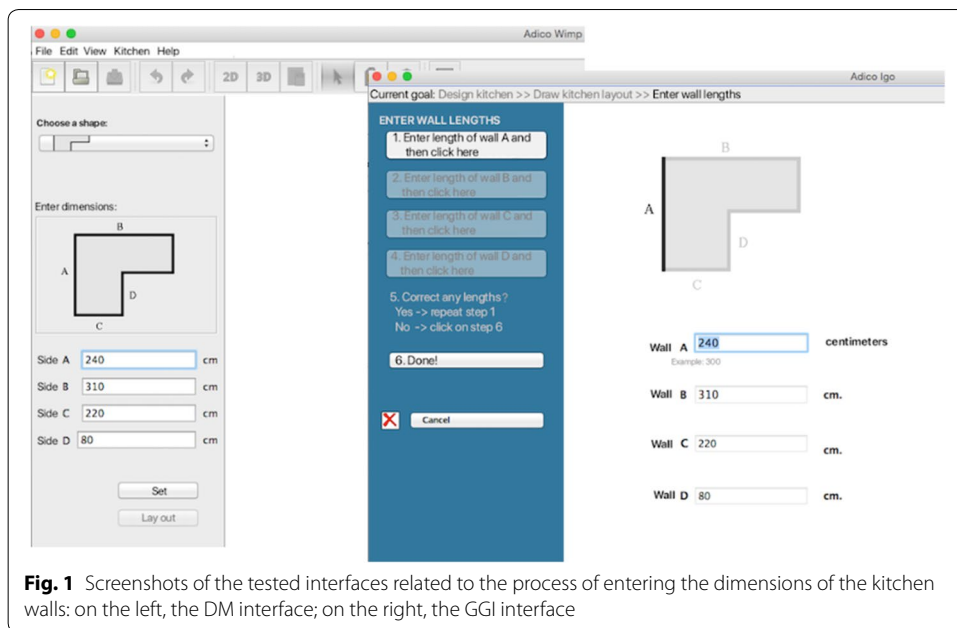 Adico Wimp
File Edit View Kitchen Help
2D 3D
Choose a shape:
Enter dimensions:
B
A
D
C
Side A 240 cm
Side B 310 cm
Side C 220 cm
Side D 80 cm
Set
Lay out
Adico Igo
Current goal: Design kitchen >> Draw kitchen layout >> Enter wall lengths
ENTER WALL LENGTHS
1. Enter length of wall A and
then click here
2. Enter length of wall B and
then click here
3. Enter length of wall C and
then click here
4. Enter length of wall D and
then click here
5. Correct any lengths?
Yes -> repeat step 1
No -> click on step 6
6. Done!
Cancel
B
A
D
C
Wall A 240 centimeters
Example: 300
Wall B 310 cm.
Wall C 220 cm.
Wall D 80 cm.
Fig. 1 Screenshots of the tested interfaces related to the process of entering the dimensions of the kitchen
walls: on the left, the DM interface; on the right, the GGI interface